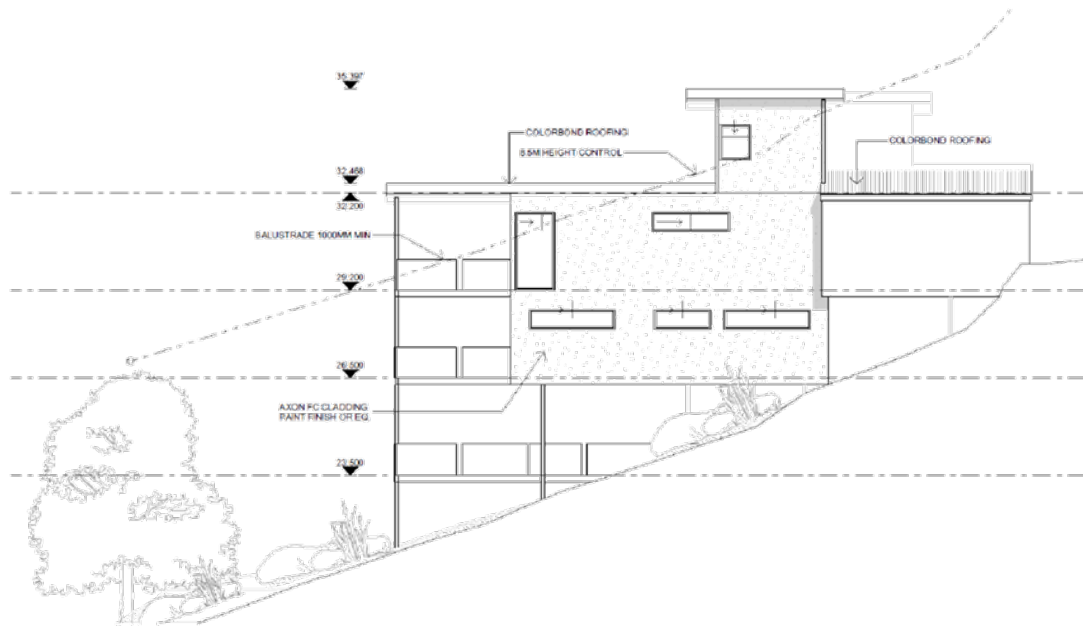 35.397
COLORBOND ROOFING
8.5M HEIGHT CONTROL
COLORBOND ROOFING
32.468
32.200
BALUSTRADE 1000MM MIN
29.200
26.500
AXON FC CLADDING
PAINT FINISH OR EQ.
23.500